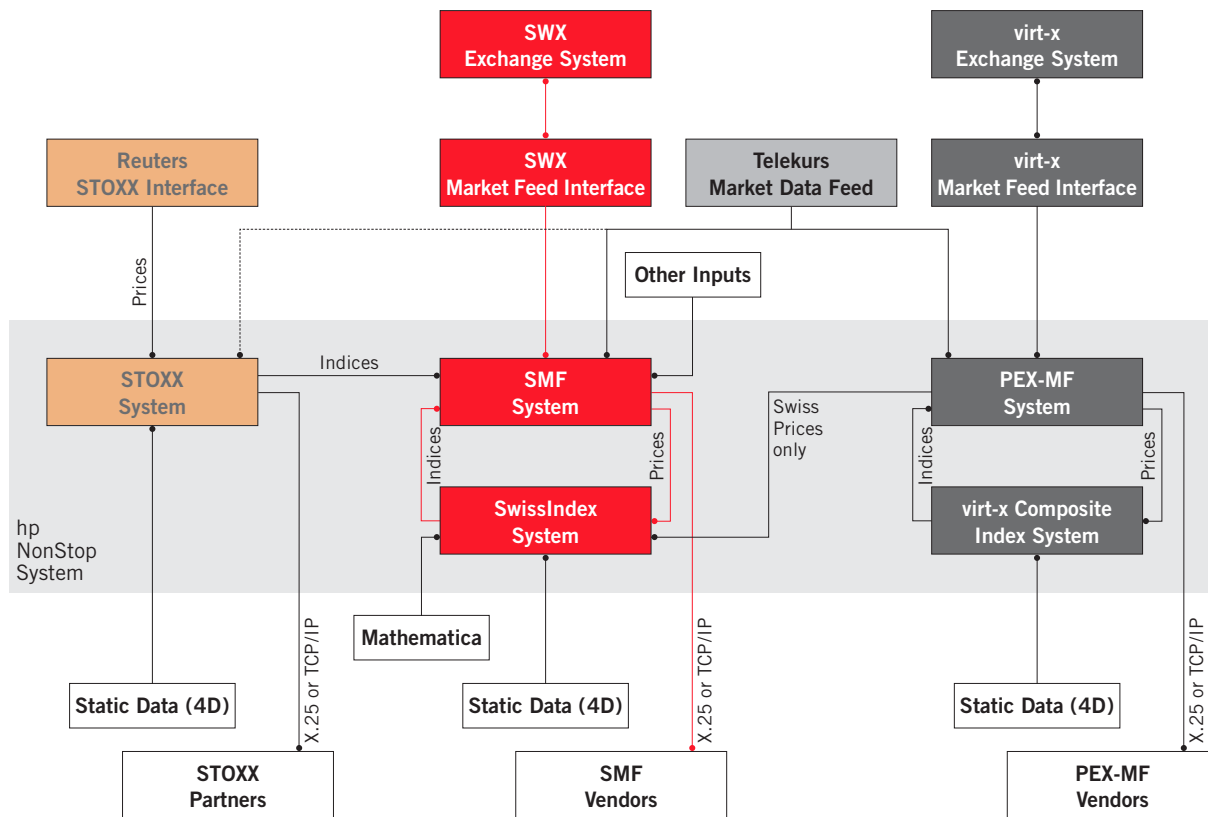 SWX
Exchange System
virt-x
Exchange System
Reuters
STOXX Interface
SWX
Market Feed Interface
Telekurs
Market Data Feed
virt-x
Market Feed Interface
Prices
Other Inputs
STOXX
System
Indices
SMF
System
PEX-MF
System
Swiss
Prices
only
Indices
Prices
Indices
Prices
SwissIndex
System
virt-x Composite
Index System
hp
NonStop
System
Mathematica
X.25 or TCP/IP
X.25 or TCP/IP
X.25 or TCP/IP
Static Data (4D)
Static Data (4D)
Static Data (4D)
STOXX
Partners
SMF
Vendors
PEX-MF
Vendors